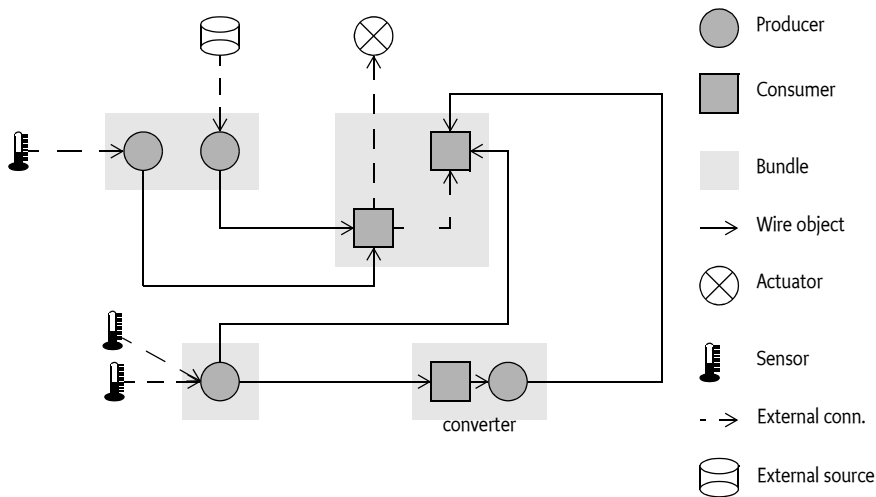 Producer
Consumer
Bundle
Wire object
Actuator
Sensor
External conn.
External source
converter